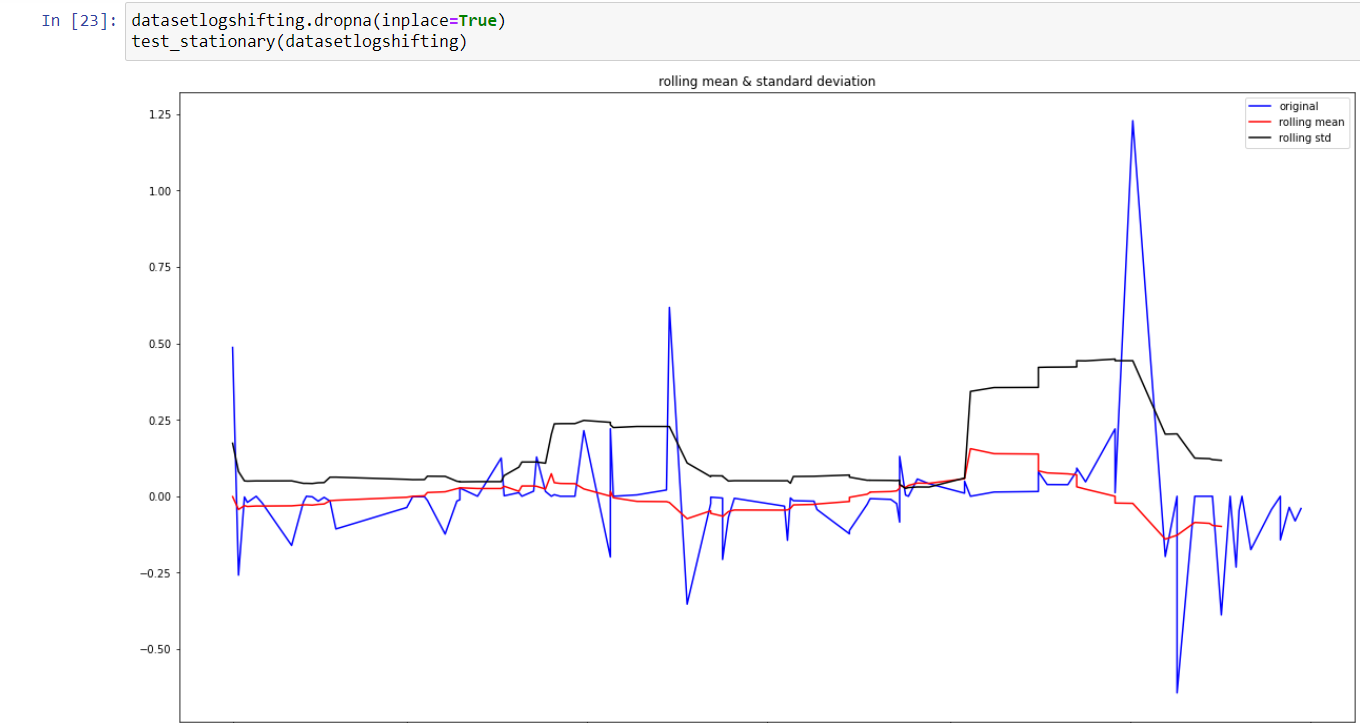 In [23]: datasetlogshifting.dropna(inplace=True)
test_stationary(datasetlogshifting)
rolling mean & standard deviation
original
rolling mean
rolling std
1.25
1.00
0.75
0.50
0.25
0.00
−0.25
−0.50